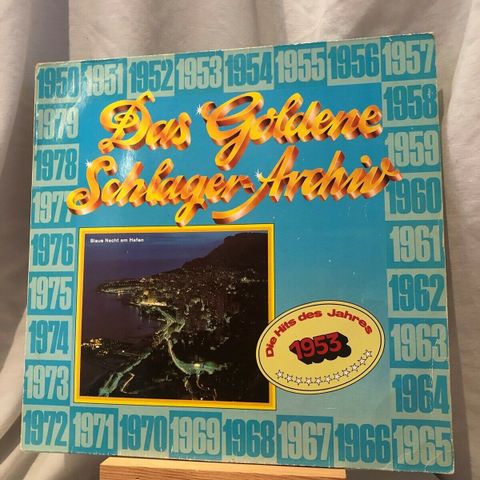 1950 1951 1952 1953 1954 1955 1956 1957
1979 1958
1978 1959
1977 1960
1976 1961
1975 1962
1974 1963
1973 1964
1972 1971 1970 1969 1968 1967 1966 1965
Das Goldene
Schlager-Archiv
Blaue Nacht am Hafen
Die Hits des Jahres
1953